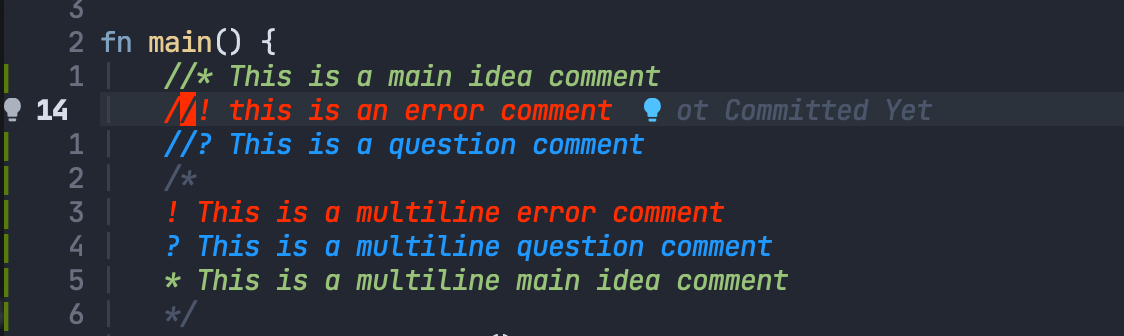 3
2 fn main() {
1 //* This is a main idea comment
14 //! this is an error comment ot Committed Yet
1 //? This is a question comment
2 /*
3 ! This is a multiline error comment
4 ? This is a multiline question comment
5 * This is a multiline main idea comment
6 */